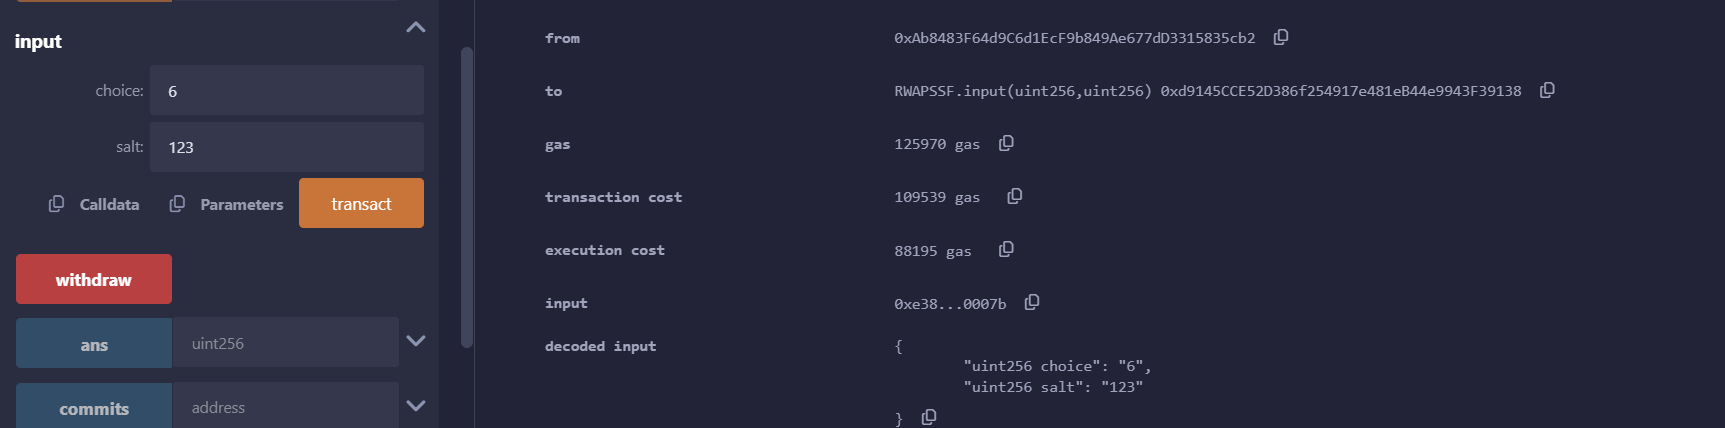 input
choice: 6
salt: 123
Calldata Parameters transact
withdraw
ans uint256
commits address
from 0xAb8483F64d9C6d1EcF9b849Ae677dD3315835cb2
to RWAPSSF.input(uint256,uint256) 0xd9145CCE52D386f254917e481eB44e9943F39138
gas 125970 gas
transaction cost 109539 gas
execution cost 88195 gas
input 0xe38...0007b
decoded input {
"uint256 choice": "6",
"uint256 salt": "123"
}